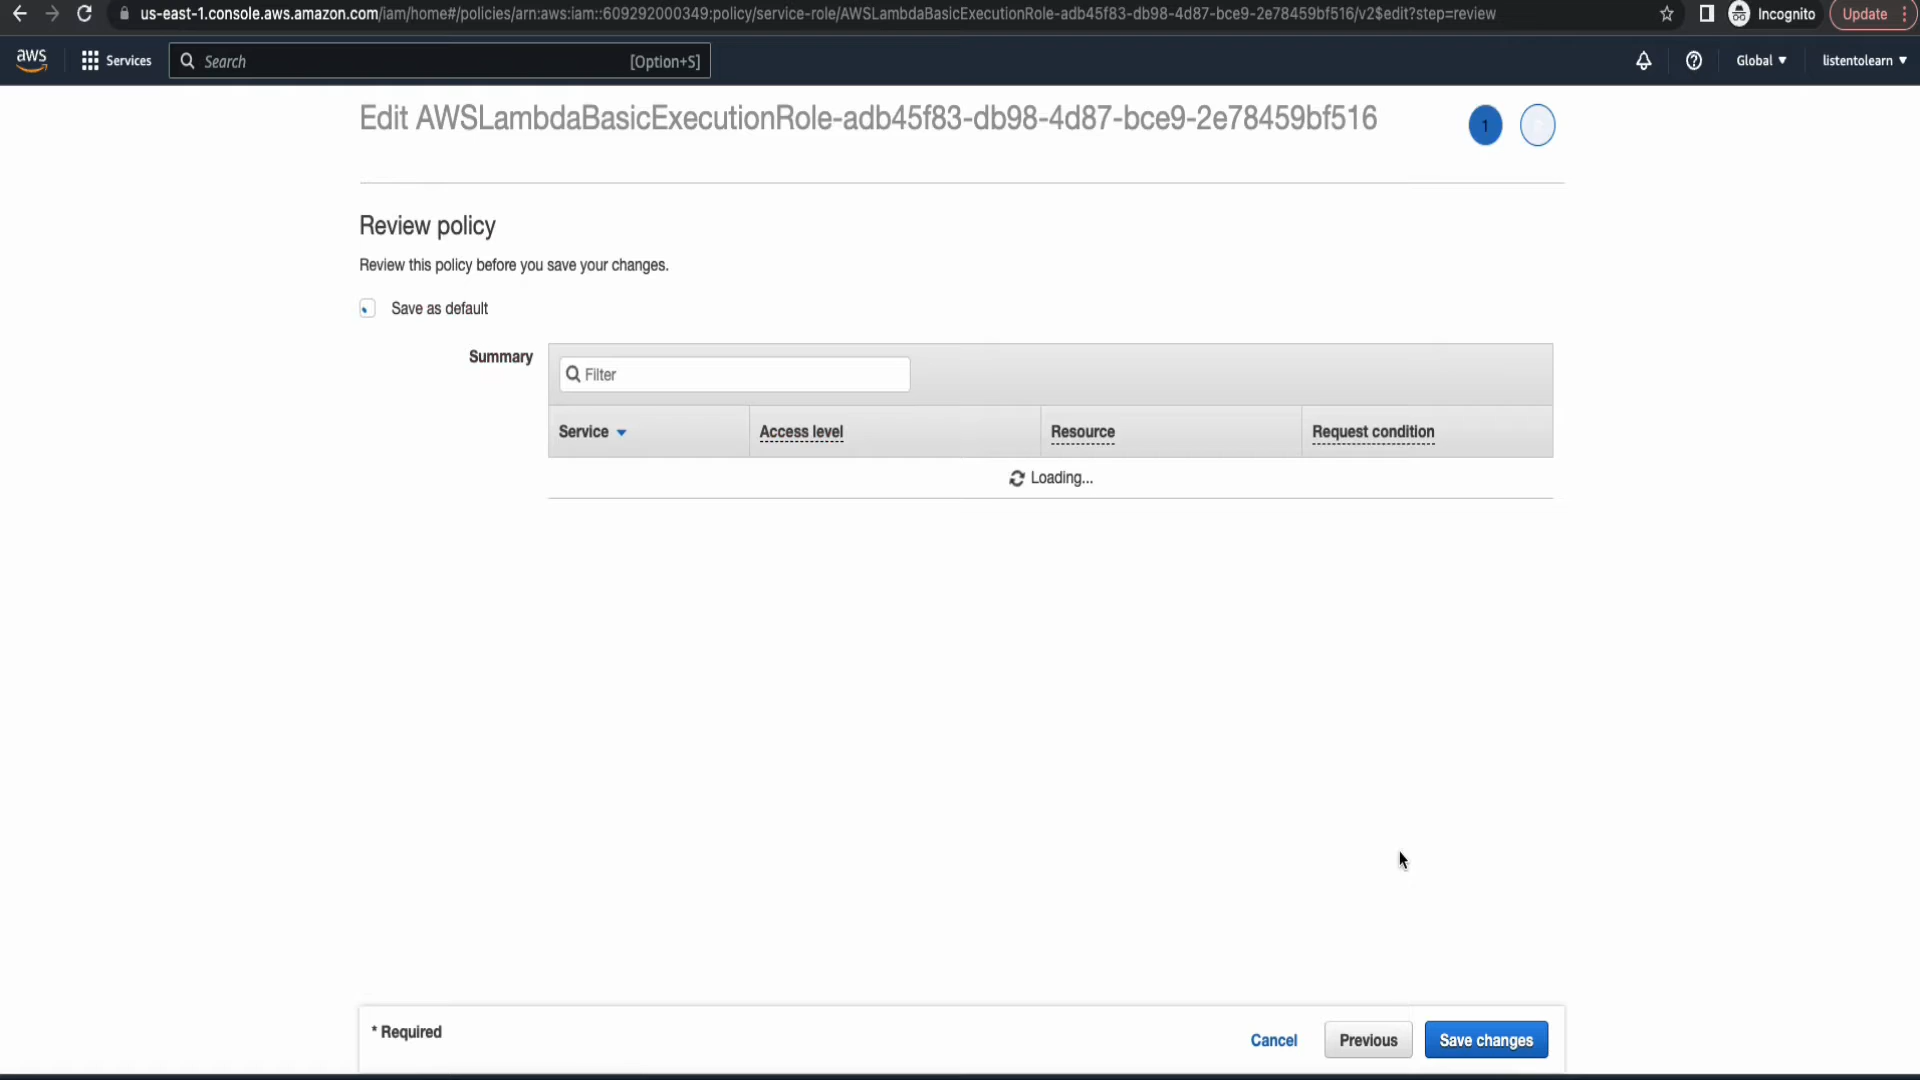 us-east-1.console.aws.amazon.com/iam/home#/policies/arn:aws:iam::609292000349:policy/service-role/AWSLambdaBasicExecutionRole-adb45f83-db98-4d87-bce9-2e78459bf516/v2$edit?step=review
Incognito
Update
aws
Services
Search
[Option+S]
Global
listentolearn
Edit AWSLambdaBasicExecutionRole-adb45f83-db98-4d87-bce9-2e78459bf516
1
Review policy
Review this policy before you save your changes.
Save as default
Summary
Filter
Service
Access level
Resource
Request condition
Loading...
* Required
Cancel
Previous
Save changes